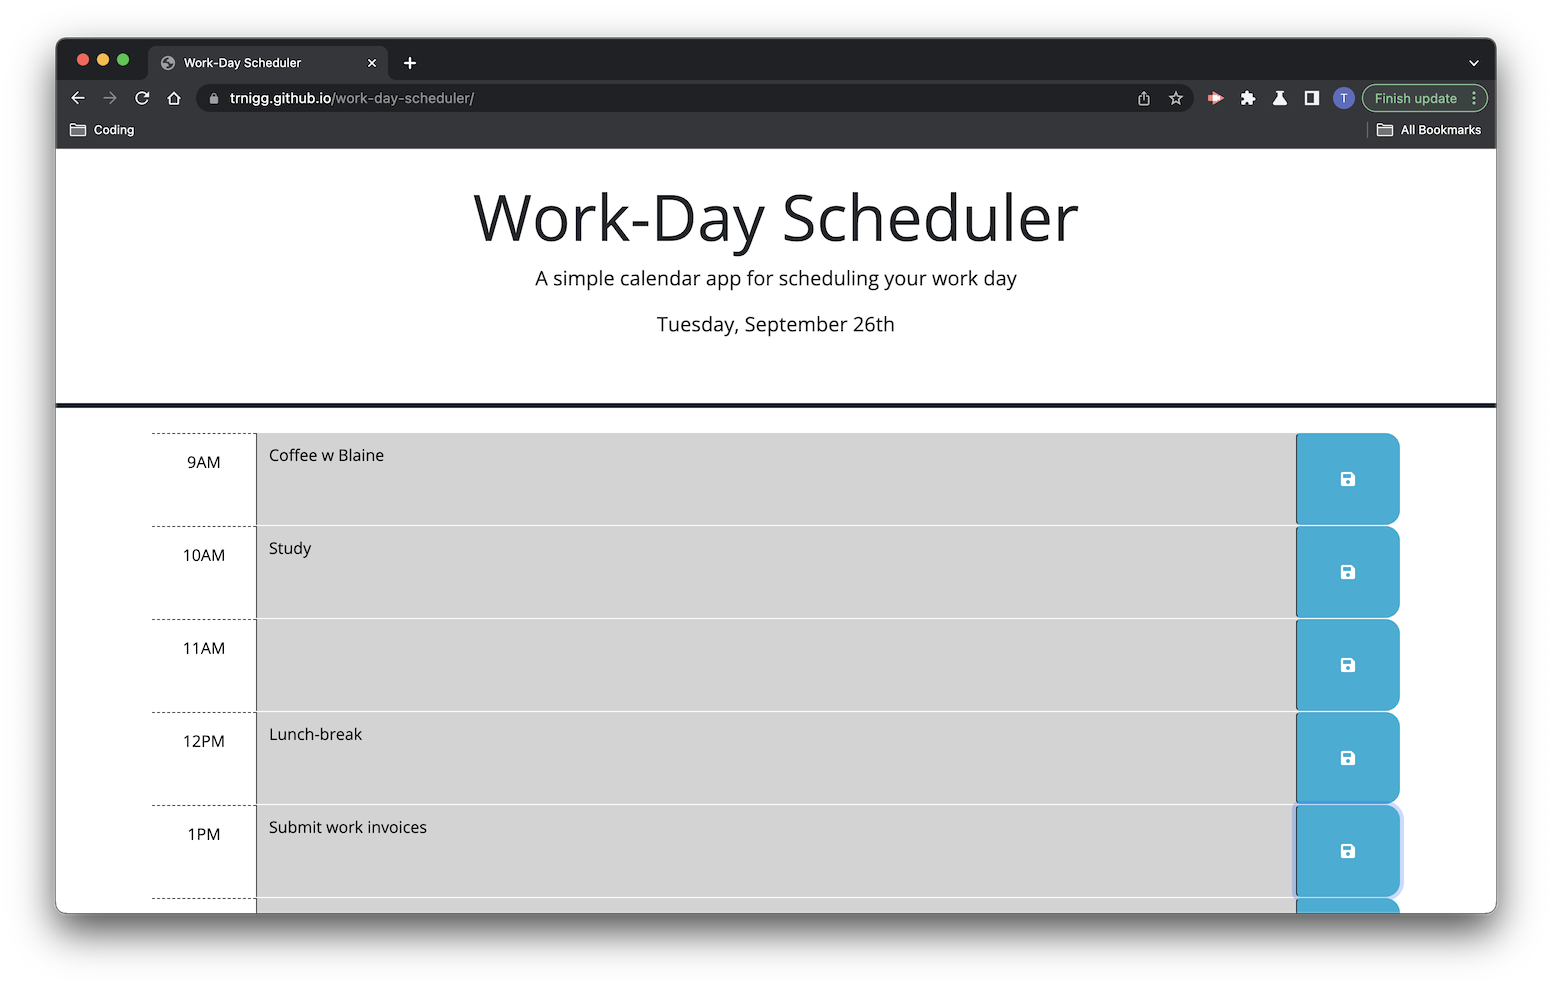 Work-Day Scheduler
trnigg.github.io/work-day-scheduler/
T
Finish update
Coding
All Bookmarks
Work-Day Scheduler
A simple calendar app for scheduling your work day
Tuesday, September 26th
9AM
Coffee w Blaine
10AM
Study
11AM
12PM
Lunch-break
1PM
Submit work invoices